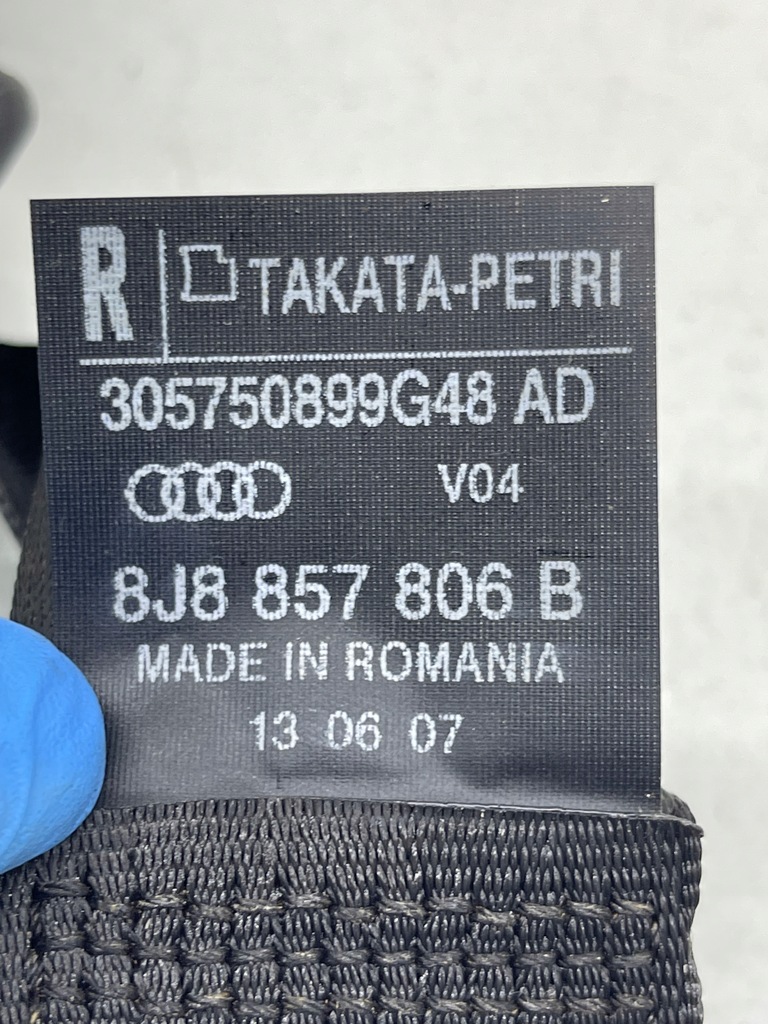 R TAKATA-PETRI
305750899G48 AD
V04
8J8 857 806 B
MADE IN ROMANIA
13 06 07